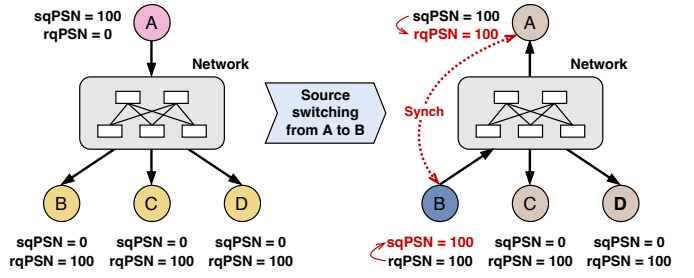 sqPSN = 100
rqPSN = 0
A
Network
B
C
D
sqPSN = 0
rqPSN = 100
sqPSN = 0
rqPSN = 100
sqPSN = 0
rqPSN = 100
Source
switching
from A to B
sqPSN = 100
rqPSN = 100
A
Network
Synch
B
C
D
sqPSN = 100
rqPSN = 100
sqPSN = 0
rqPSN = 100
sqPSN = 0
rqPSN = 100